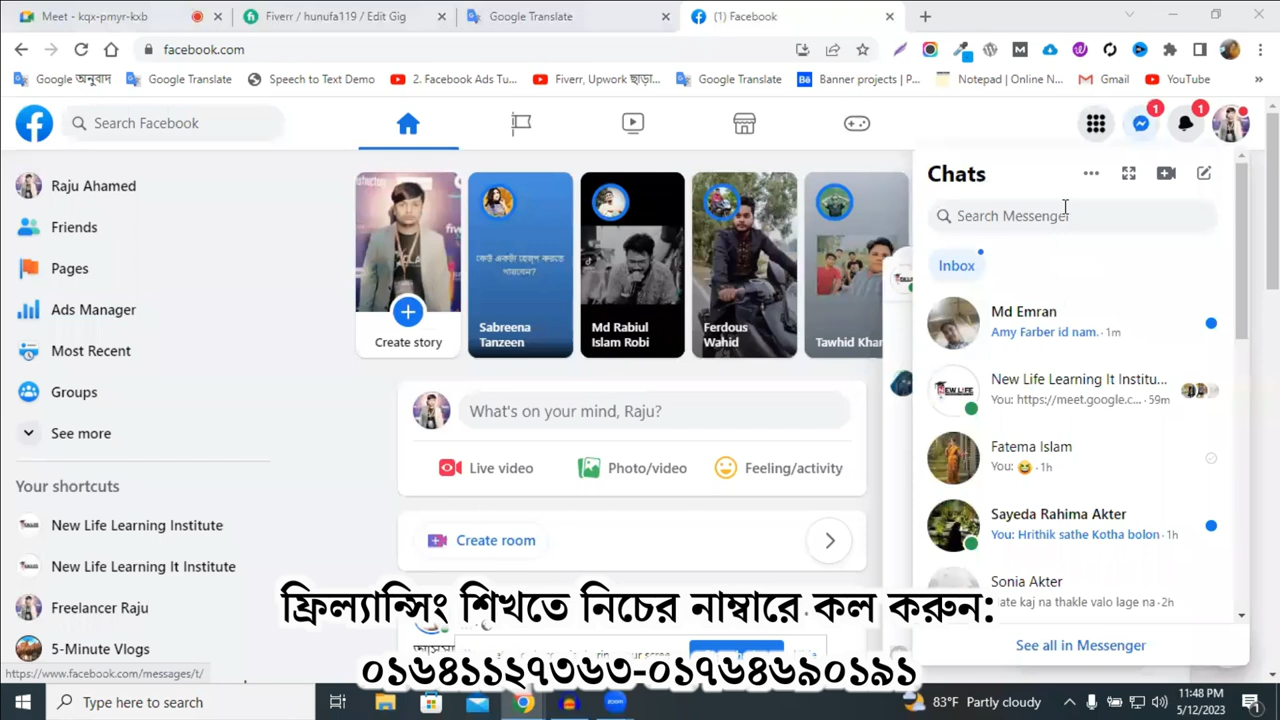 Meet - kqx-pmyr-kxb
Fiverr / hunufa119 / Edit Gig
Google Translate
(1) Facebook
facebook.com
Google অনুবাদ
Google Translate
Speech to Text Demo
2. Facebook Ads Tu...
Fiverr, Upwork ছাড়া...
Google Translate
Banner projects | P...
Notepad | Online N...
Gmail
YouTube
Search Facebook
1
1
Raju Ahamed
Friends
Pages
Ads Manager
Most Recent
Groups
See more
Your shortcuts
New Life Learning Institute
New Life Learning It Institute
Freelancer Raju
5-Minute Vlogs
https://www.facebook.com/messages/t/
Create story
কেউ একটা হেল্প করতে
পারবেন?
Sabreena
Tanzeen
Md Rabiul
Islam Robi
Ferdous
Wahid
Tawhid Khan
What's on your mind, Raju?
Live video
Photo/video
Feeling/activity
Create room
Chats
Search Messenger
Inbox
Md Emran
Amy Farber id nam. · 1m
New Life Learning It Institu...
You: https://meet.google.c... · 59m
Fatema Islam
You: 😅 · 1h
Sayeda Rahima Akter
You: Hrithik sathe Kotha bolon · 1h
Sonia Akter
ate kaj na thakle valo lage na · 2h
See all in Messenger
ফ্রিল্যান্সিং শিখতে নিচের নাম্বারে কল করুন:
০১৬৪১১২৭৩৬৩-০১৭৬৪৬৯০১৯১
Type here to search
zoom
83°F Partly cloudy
11:48 PM
5/12/2023
1